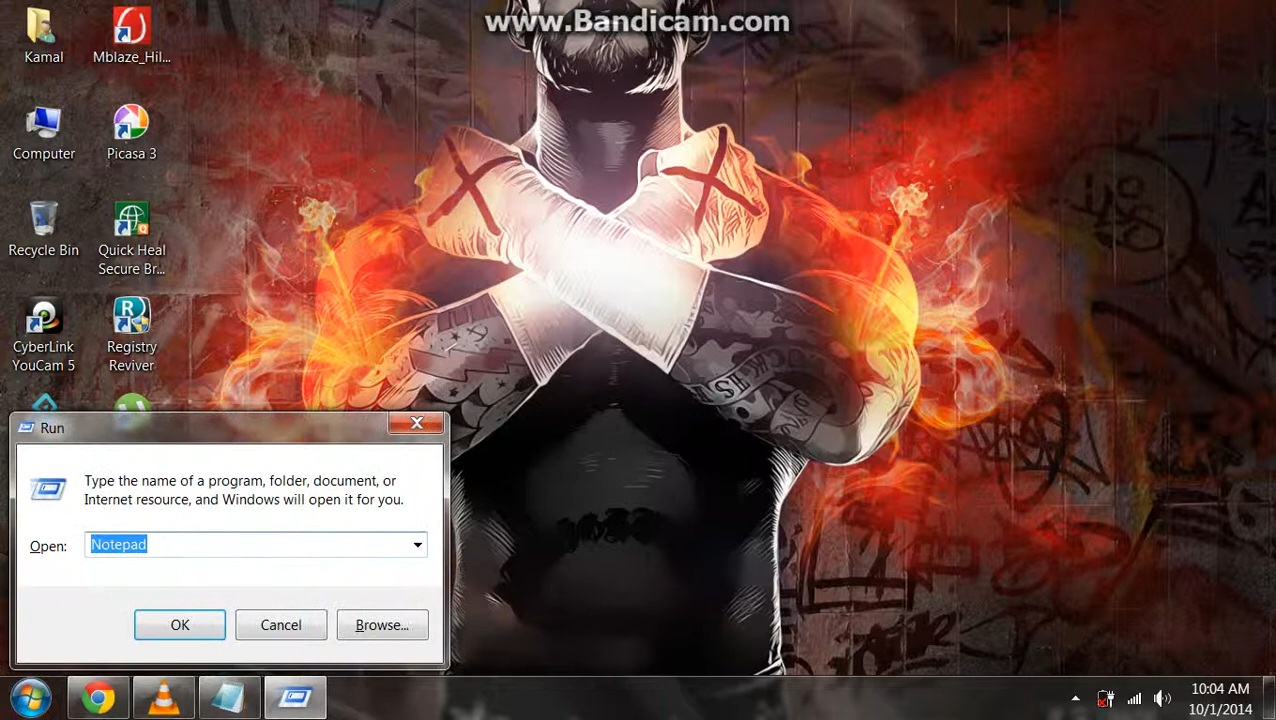 www.Bandicam.com
Kamal
Mblaze_Hil...
Computer
Picasa 3
Recycle Bin
Quick Heal
Secure Br...
CyberLink
YouCam 5
Registry
Reviver
Run
Type the name of a program, folder, document, or
Internet resource, and Windows will open it for you.
Open:
Notepad
OK
Cancel
Browse...
10:04 AM
10/1/2014